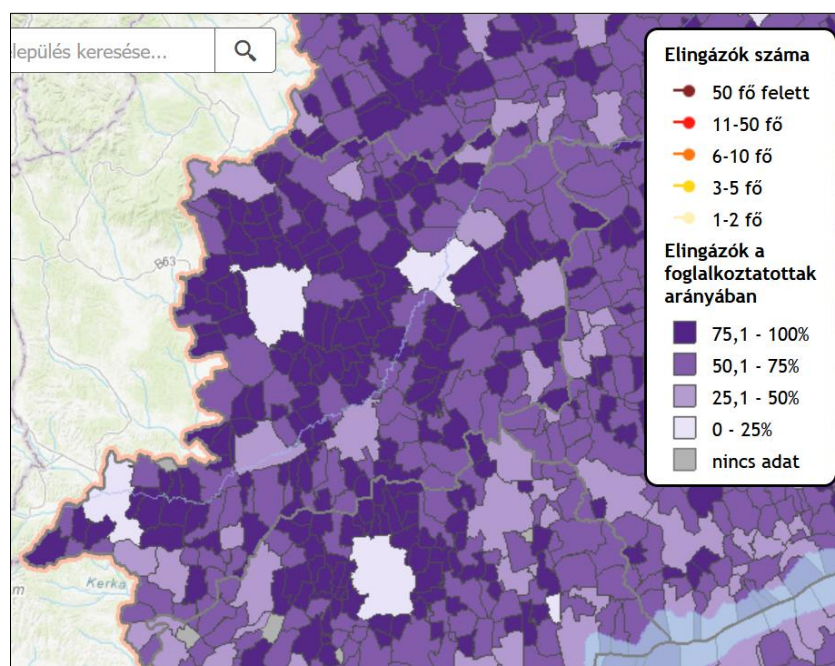 település keresése...
Elingázók száma
50 fő felett
11-50 fő
6-10 fő
3-5 fő
1-2 fő
Elingázók a
foglalkoztatottak
arányában
75,1 - 100%
50,1 - 75%
25,1 - 50%
0 - 25%
nincs adat
B63
Kerka
m